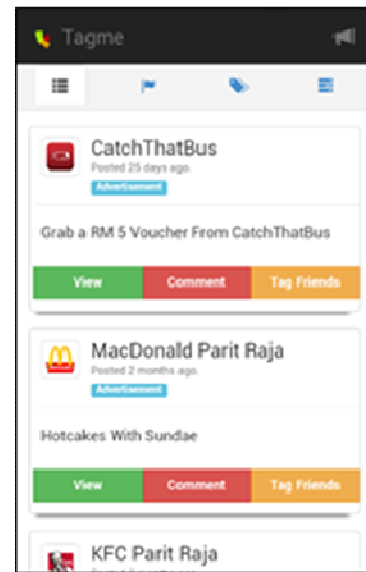 Tagme
CatchThatBus
Posted 25 days ago.
Advertisement
Grab a RM 5 Voucher From CatchThatBus
View Comment Tag Friends
MacDonald Parit Raja
Posted 2 months ago.
Advertisement
Hotcakes With Sundae
View Comment Tag Friends
KFC Parit Raja